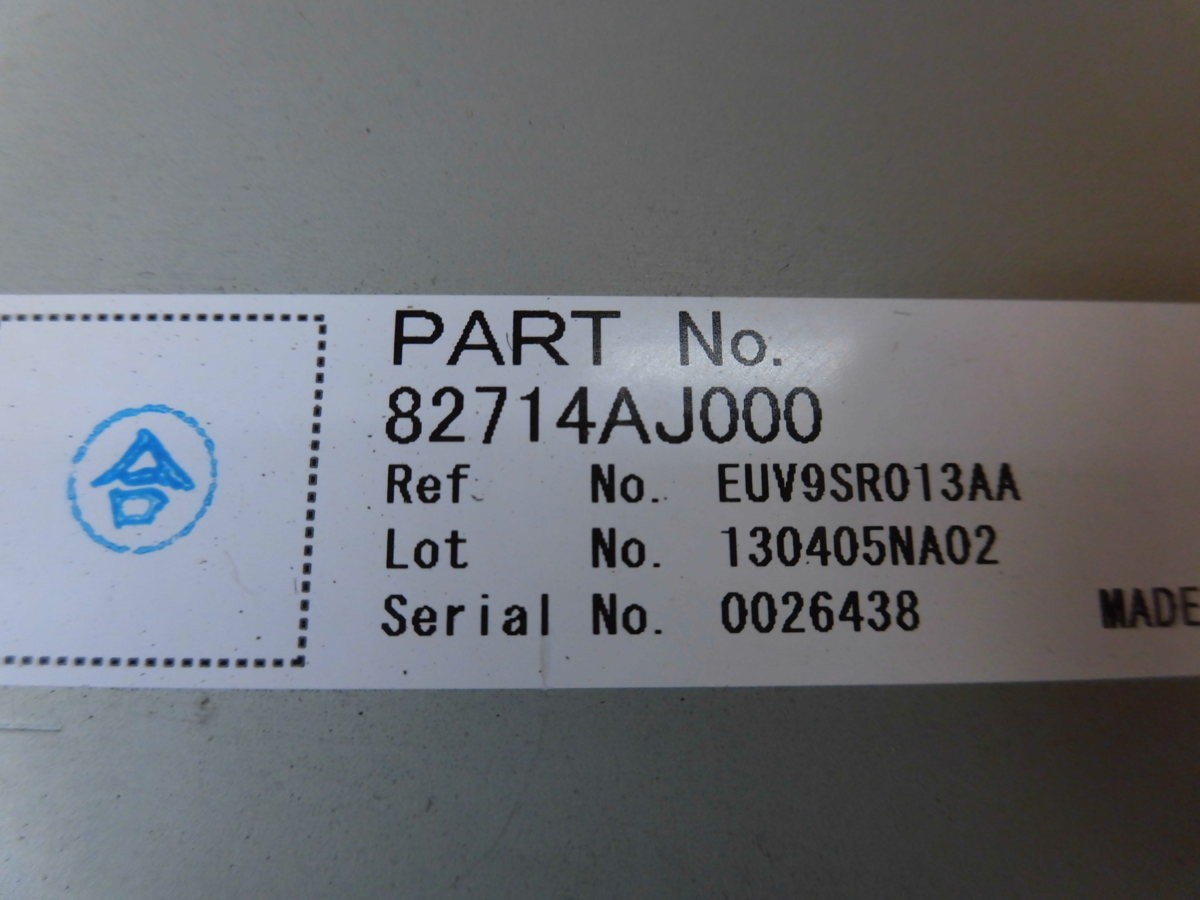 合
PART No.
82714AJ000
Ref. No. EUV9SR013AA
Lot No. 130405NA02
Serial No. 0026438
MADE